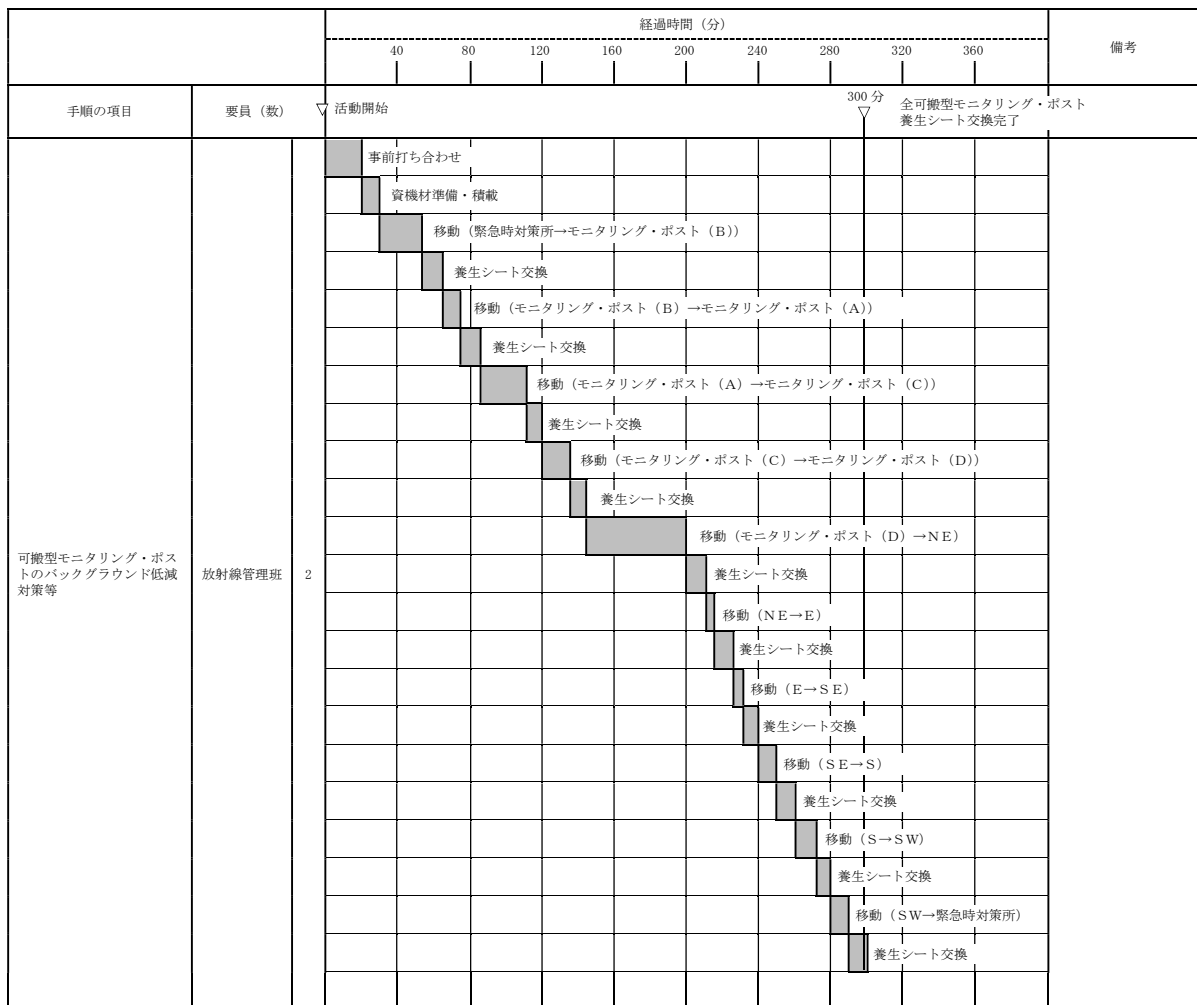 経過時間（分）
備考
40 80 120 160 200 240 280 320 360
手順の項目
要員（数）
▽ 活動開始
300 分
▽
全可搬型モニタリング・ポスト
養生シート交換完了
事前打ち合わせ
資機材準備・積載
移動（緊急時対策所→モニタリング・ポスト（Ｂ））
養生シート交換
移動（モニタリング・ポスト（Ｂ）→モニタリング・ポスト（Ａ））
養生シート交換
移動（モニタリング・ポスト（Ａ）→モニタリング・ポスト（Ｃ））
養生シート交換
移動（モニタリング・ポスト（Ｃ）→モニタリング・ポスト（Ｄ））
養生シート交換
移動（モニタリング・ポスト（Ｄ）→ＮＥ）
可搬型モニタリング・ポス
トのバックグラウンド低減
対策等
放射線管理班
2
養生シート交換
移動（ＮＥ→Ｅ）
養生シート交換
移動（Ｅ→ＳＥ）
養生シート交換
移動（ＳＥ→Ｓ）
養生シート交換
移動（Ｓ→ＳＷ）
養生シート交換
移動（ＳＷ→緊急時対策所）
養生シート交換